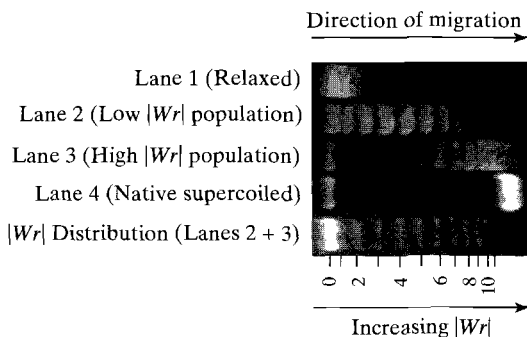 Direction of migration
Lane 1 (Relaxed)
Lane 2 (Low |Wr| population)
Lane 3 (High |Wr| population)
Lane 4 (Native supercoiled)
|Wr| Distribution (Lanes 2 + 3)
0 2 4 6 8 10
Increasing |Wr|